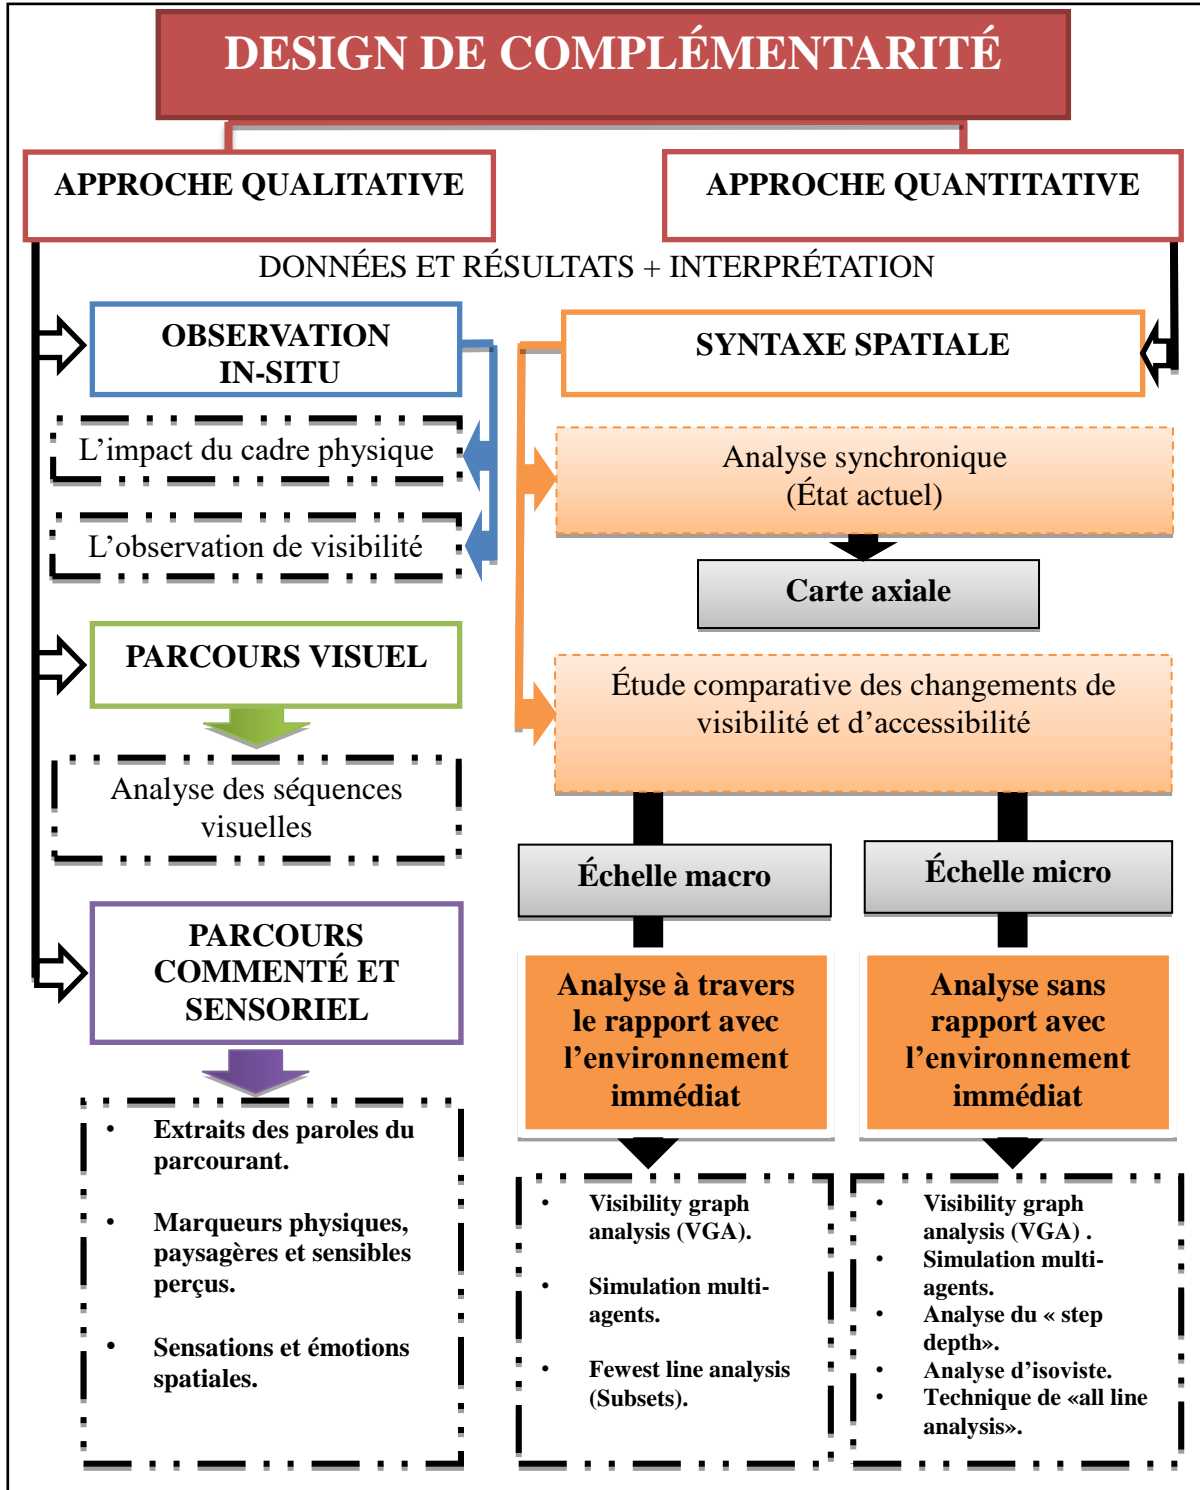 DESIGN DE COMPLÉMENTARITÉ
APPROCHE QUALITATIVE
APPROCHE QUANTITATIVE
DONNÉES ET RÉSULTATS + INTERPRÉTATION
OBSERVATION
IN-SITU
L’impact du cadre physique
L’observation de visibilité
PARCOURS VISUEL
Analyse des séquences
visuelles
PARCOURS
COMMENTÉ ET
SENSORIEL
• Extraits des paroles du
parcourant.
• Marqueurs physiques,
paysagères et sensibles
perçus.
• Sensations et émotions
spatiales.
SYNTAXE SPATIALE
Analyse synchronique
(État actuel)
Carte axiale
Étude comparative des changements de
visibilité et d’accessibilité
Échelle macro
Analyse à travers
le rapport avec
l’environnement
immédiat
• Visibility graph
analysis (VGA).
• Simulation multi-
agents.
• Fewest line analysis
(Subsets).
Échelle micro
Analyse sans
rapport avec
l’environnement
immédiat
• Visibility graph
analysis (VGA) .
• Simulation multi-
agents.
• Analyse du « step
depth».
• Analyse d’isoviste.
• Technique de «all line
analysis».